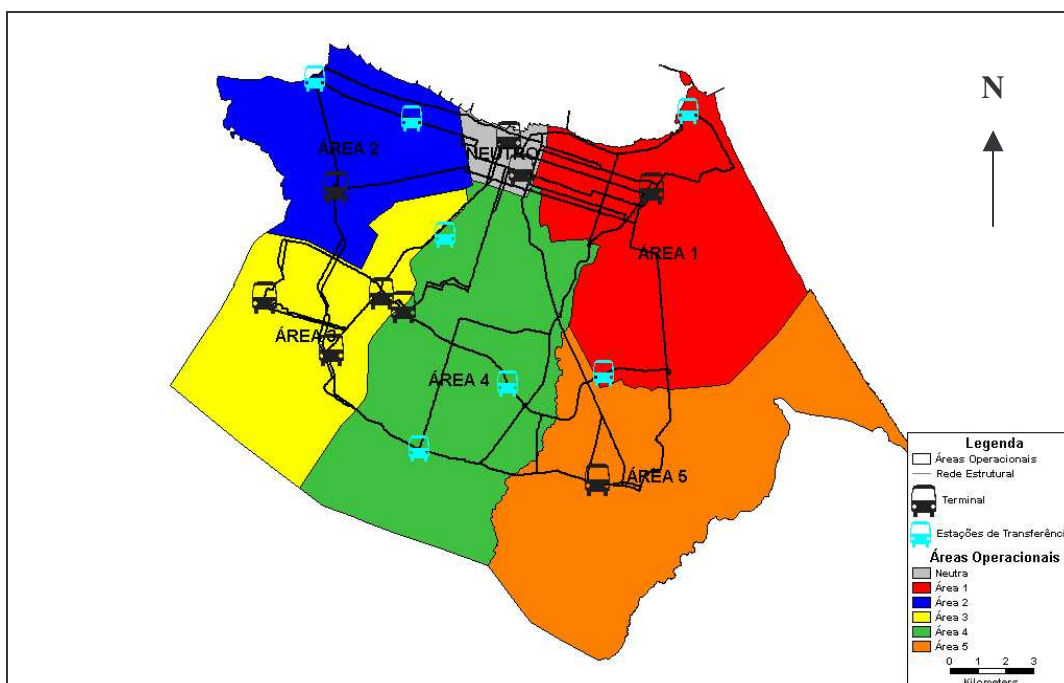 N
ÁREA 2
NEUTRO
ÁREA 1
ÁREA 3
ÁREA 4
ÁREA 5
Legenda
Áreas Operacionais
Rede Estrutural
Terminal
Estações de Transferênci
Áreas Operacionais
Neutra
Área 1
Área 2
Área 3
Área 4
Área 5
0 1 2 3
Kilometers